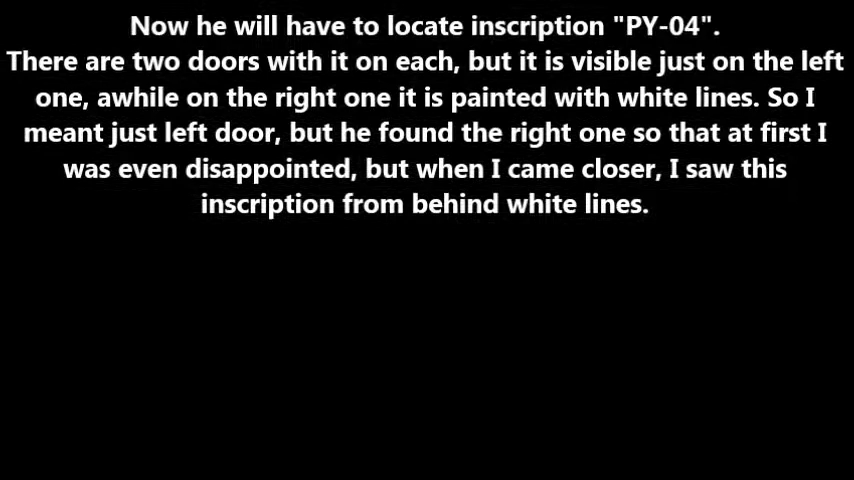 Now he will have to locate inscription "PY-04".
There are two doors with it on each, but it is visible just on the left
one, awhile on the right one it is painted with white lines. So I
meant just left door, but he found the right one so that at first I
was even disappointed, but when I came closer, I saw this
inscription from behind white lines.